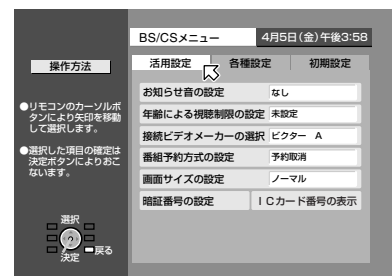 BS/CSメニュー 4月5日(金)午後3:58
操作方法
活用設定 各種設定 初期設定
お知らせ音の設定 なし
年齢による視聴制限の設定 未設定
接続ビデオメーカーの選択 ビクター A
番組予約方式の設定 予約取消
画面サイズの設定 ノーマル
暗証番号の設定 ICカード番号の表示
●リモコンのカーソルボ
タンにより矢印を移動
して選択します。
●選択した項目の確定は
決定ボタンによりおこ
ないます。
選択
戻る
決定